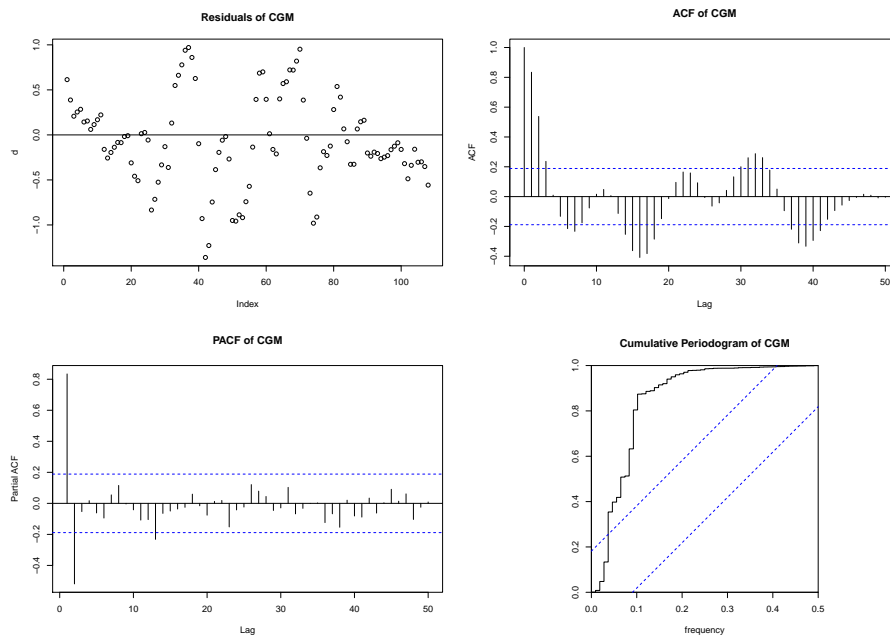 Residuals of CGM
1.0
0.5
0.0
−0.5
−1.0
d
0 20 40 60 80 100
Index
ACF of CGM
1.0
0.8
0.6
0.4
0.2
0.0
−0.2
−0.4
ACF
0 10 20 30 40 50
Lag
PACF of CGM
0.8
0.6
0.4
0.2
0.0
−0.2
−0.4
Partial ACF
0 10 20 30 40 50
Lag
Cumulative Periodogram of CGM
1.0
0.8
0.6
0.4
0.2
0.0
0.0 0.1 0.2 0.3 0.4 0.5
frequency